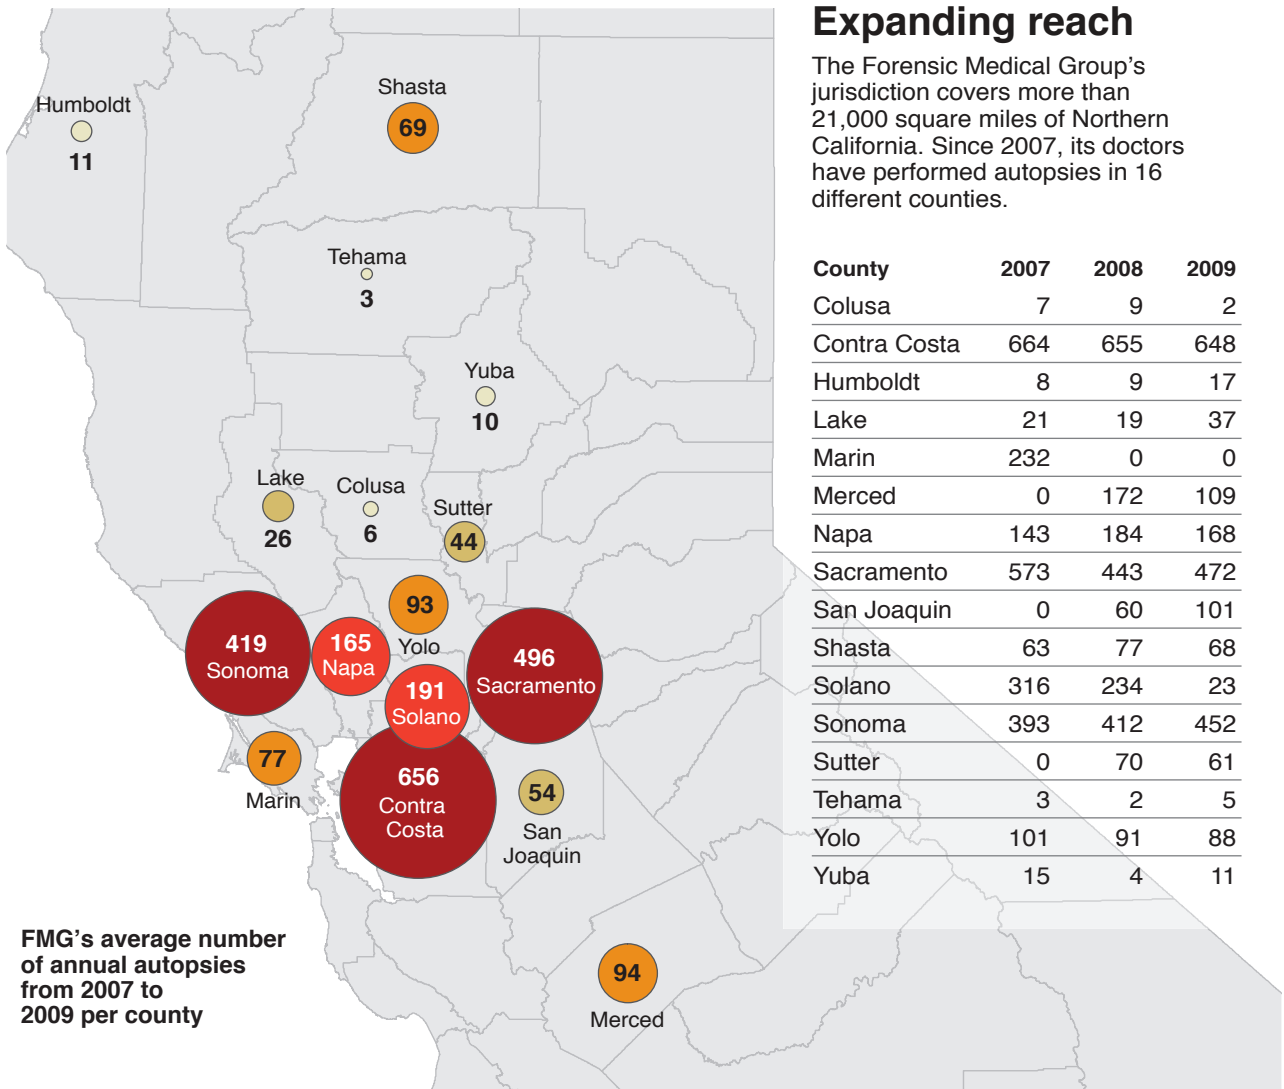 Expanding reach
The Forensic Medical Group's
jurisdiction covers more than
21,000 square miles of Northern
California. Since 2007, its doctors
have performed autopsies in 16
different counties.
County 2007 2008 2009
Colusa 7 9 2
Contra Costa 664 655 648
Humboldt 8 9 17
Lake 21 19 37
Marin 232 0 0
Merced 0 172 109
Napa 143 184 168
Sacramento 573 443 472
San Joaquin 0 60 101
Shasta 63 77 68
Solano 316 234 23
Sonoma 393 412 452
Sutter 0 70 61
Tehama 3 2 5
Yolo 101 91 88
Yuba 15 4 11
Humboldt
11
Shasta
69
Tehama
3
Yuba
10
Lake
26
Colusa
6
Sutter
44
93
Yolo
419
Sonoma
165
Napa
191
Solano
496
Sacramento
77
Marin
656
Contra
Costa
54
San
Joaquin
94
Merced
FMG's average number
of annual autopsies
from 2007 to
2009 per county